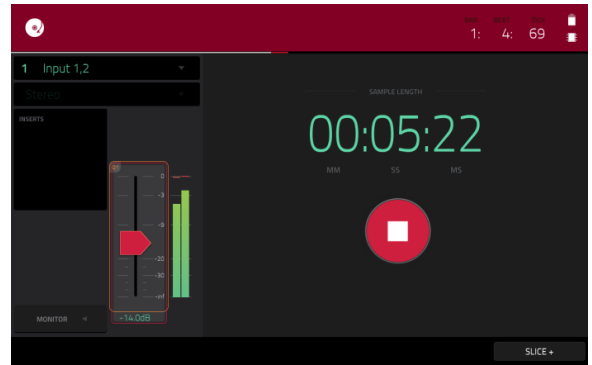 BAR BEAT TICK
1: 4: 69
1 Input 1,2
Stereo
INSERTS
SAMPLE LENGTH
00:05:22
MM SS MS
0
-3
-9
-20
-30
-inf
MONITOR
-14.0dB
SLICE +